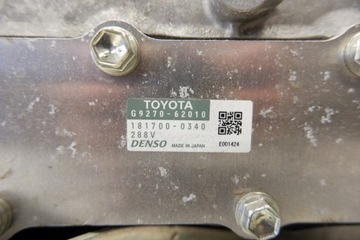 TOYOTA
G9270-62010
181700-0340
288V
DENSO MADE IN JAPAN E001424